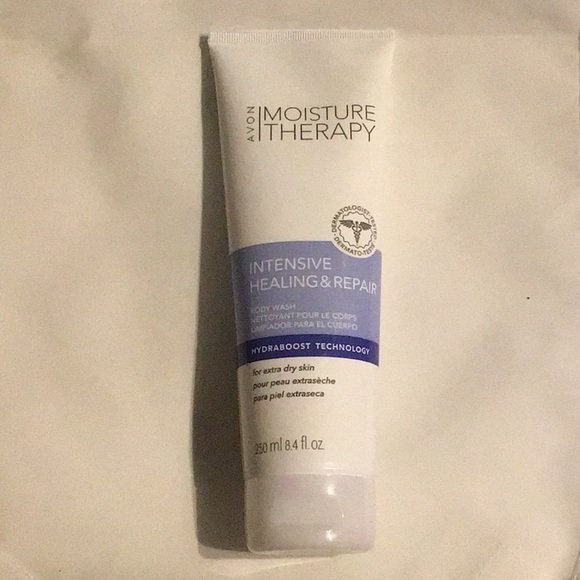 AVON
MOISTURE
THERAPY
DERMATOLOGIST TESTED
DERMATO-TESTÉ
INTENSIVE
HEALING & REPAIR
BODY WASH
NETTOYANT POUR LE CORPS
LIMPIADOR PARA EL CUERPO
HYDRABOOST TECHNOLOGY
for extra dry skin
pour peau extrasèche
para piel extraseca
250 ml 8.4 fl.oz.